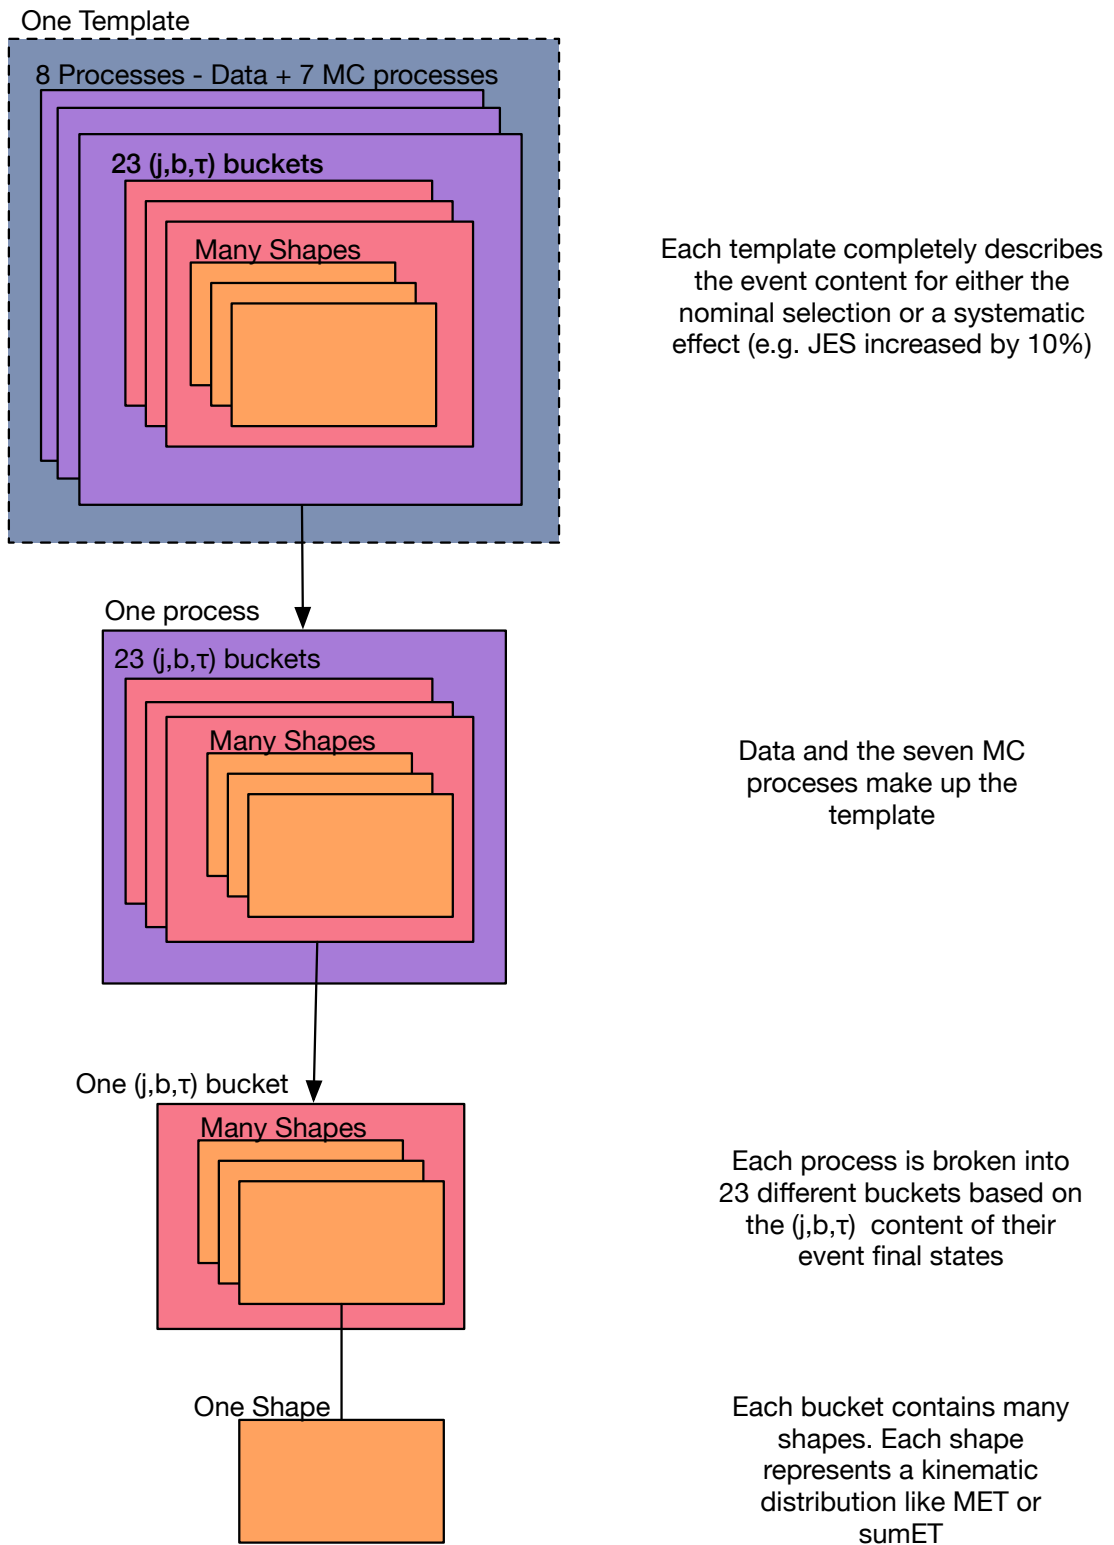 One Template
8 Processes - Data + 7 MC processes
23 (j,b,τ) buckets
Many Shapes
Each template completely describes
the event content for either the
nominal selection or a systematic
effect (e.g. JES increased by 10%)
One process
23 (j,b,τ) buckets
Many Shapes
Data and the seven MC
proceses make up the
template
One (j,b,τ) bucket
Many Shapes
Each process is broken into
23 different buckets based on
the (j,b,τ)  content of their
event final states
One Shape
Each bucket contains many
shapes. Each shape
represents a kinematic
distribution like MET or
sumET